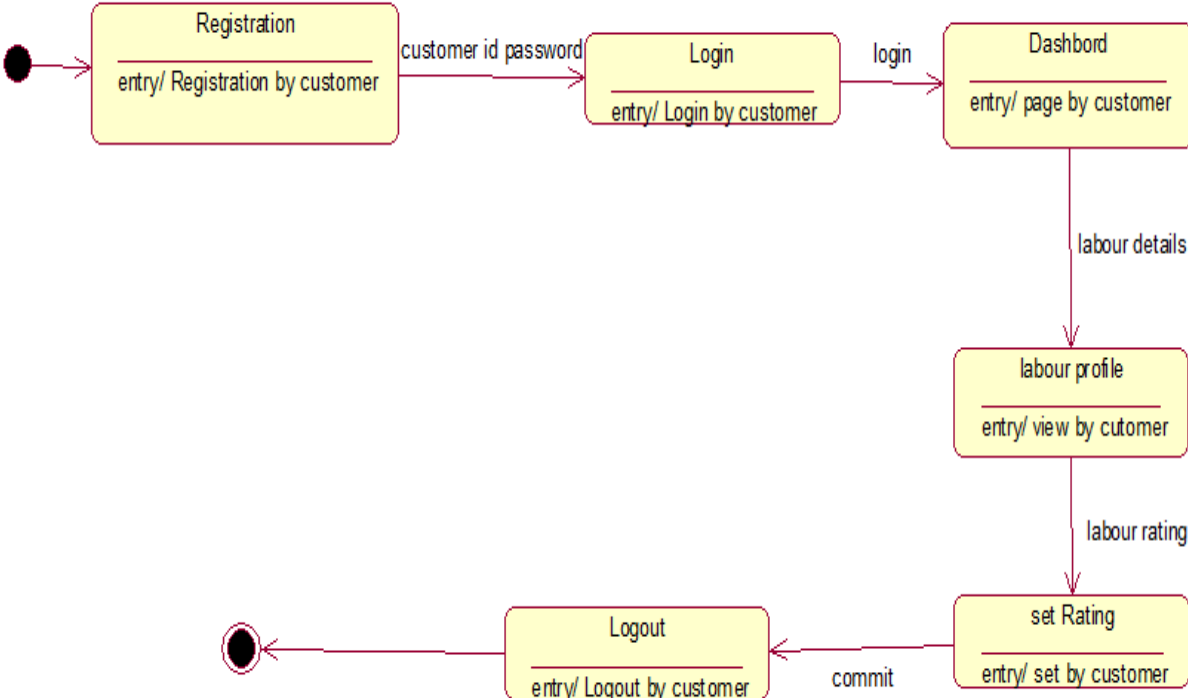 Registration
entry/ Registration by customer
customer id password
Login
entry/ Login by customer
login
Dashbord
entry/ page by customer
labour details
labour profile
entry/ view by cutomer
labour rating
set Rating
entry/ set by customer
commit
Logout
entry/ Logout by customer